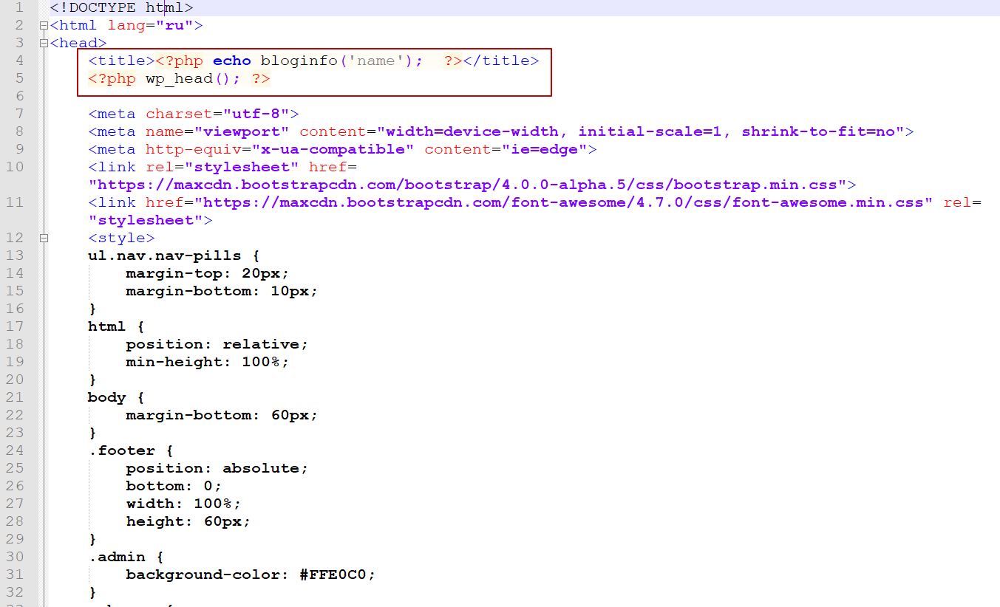 1 <!DOCTYPE html>
2 <html lang="ru">
3 <head>
4 <title><?php echo bloginfo('name');  ?></title>
5 <?php wp_head(); ?>
6
7 <meta charset="utf-8">
8 <meta name="viewport" content="width=device-width, initial-scale=1, shrink-to-fit=no">
9 <meta http-equiv="x-ua-compatible" content="ie=edge">
10 <link rel="stylesheet" href=
"https://maxcdn.bootstrapcdn.com/bootstrap/4.0.0-alpha.5/css/bootstrap.min.css">
11 <link href="https://maxcdn.bootstrapcdn.com/font-awesome/4.7.0/css/font-awesome.min.css" rel=
"stylesheet">
12 <style>
13 ul.nav.nav-pills {
14 margin-top: 20px;
15 margin-bottom: 10px;
16 }
17 html {
18 position: relative;
19 min-height: 100%;
20 }
21 body {
22 margin-bottom: 60px;
23 }
24 .footer {
25 position: absolute;
26 bottom: 0;
27 width: 100%;
28 height: 60px;
29 }
30 .admin {
31 background-color: #FFE0C0;
32 }